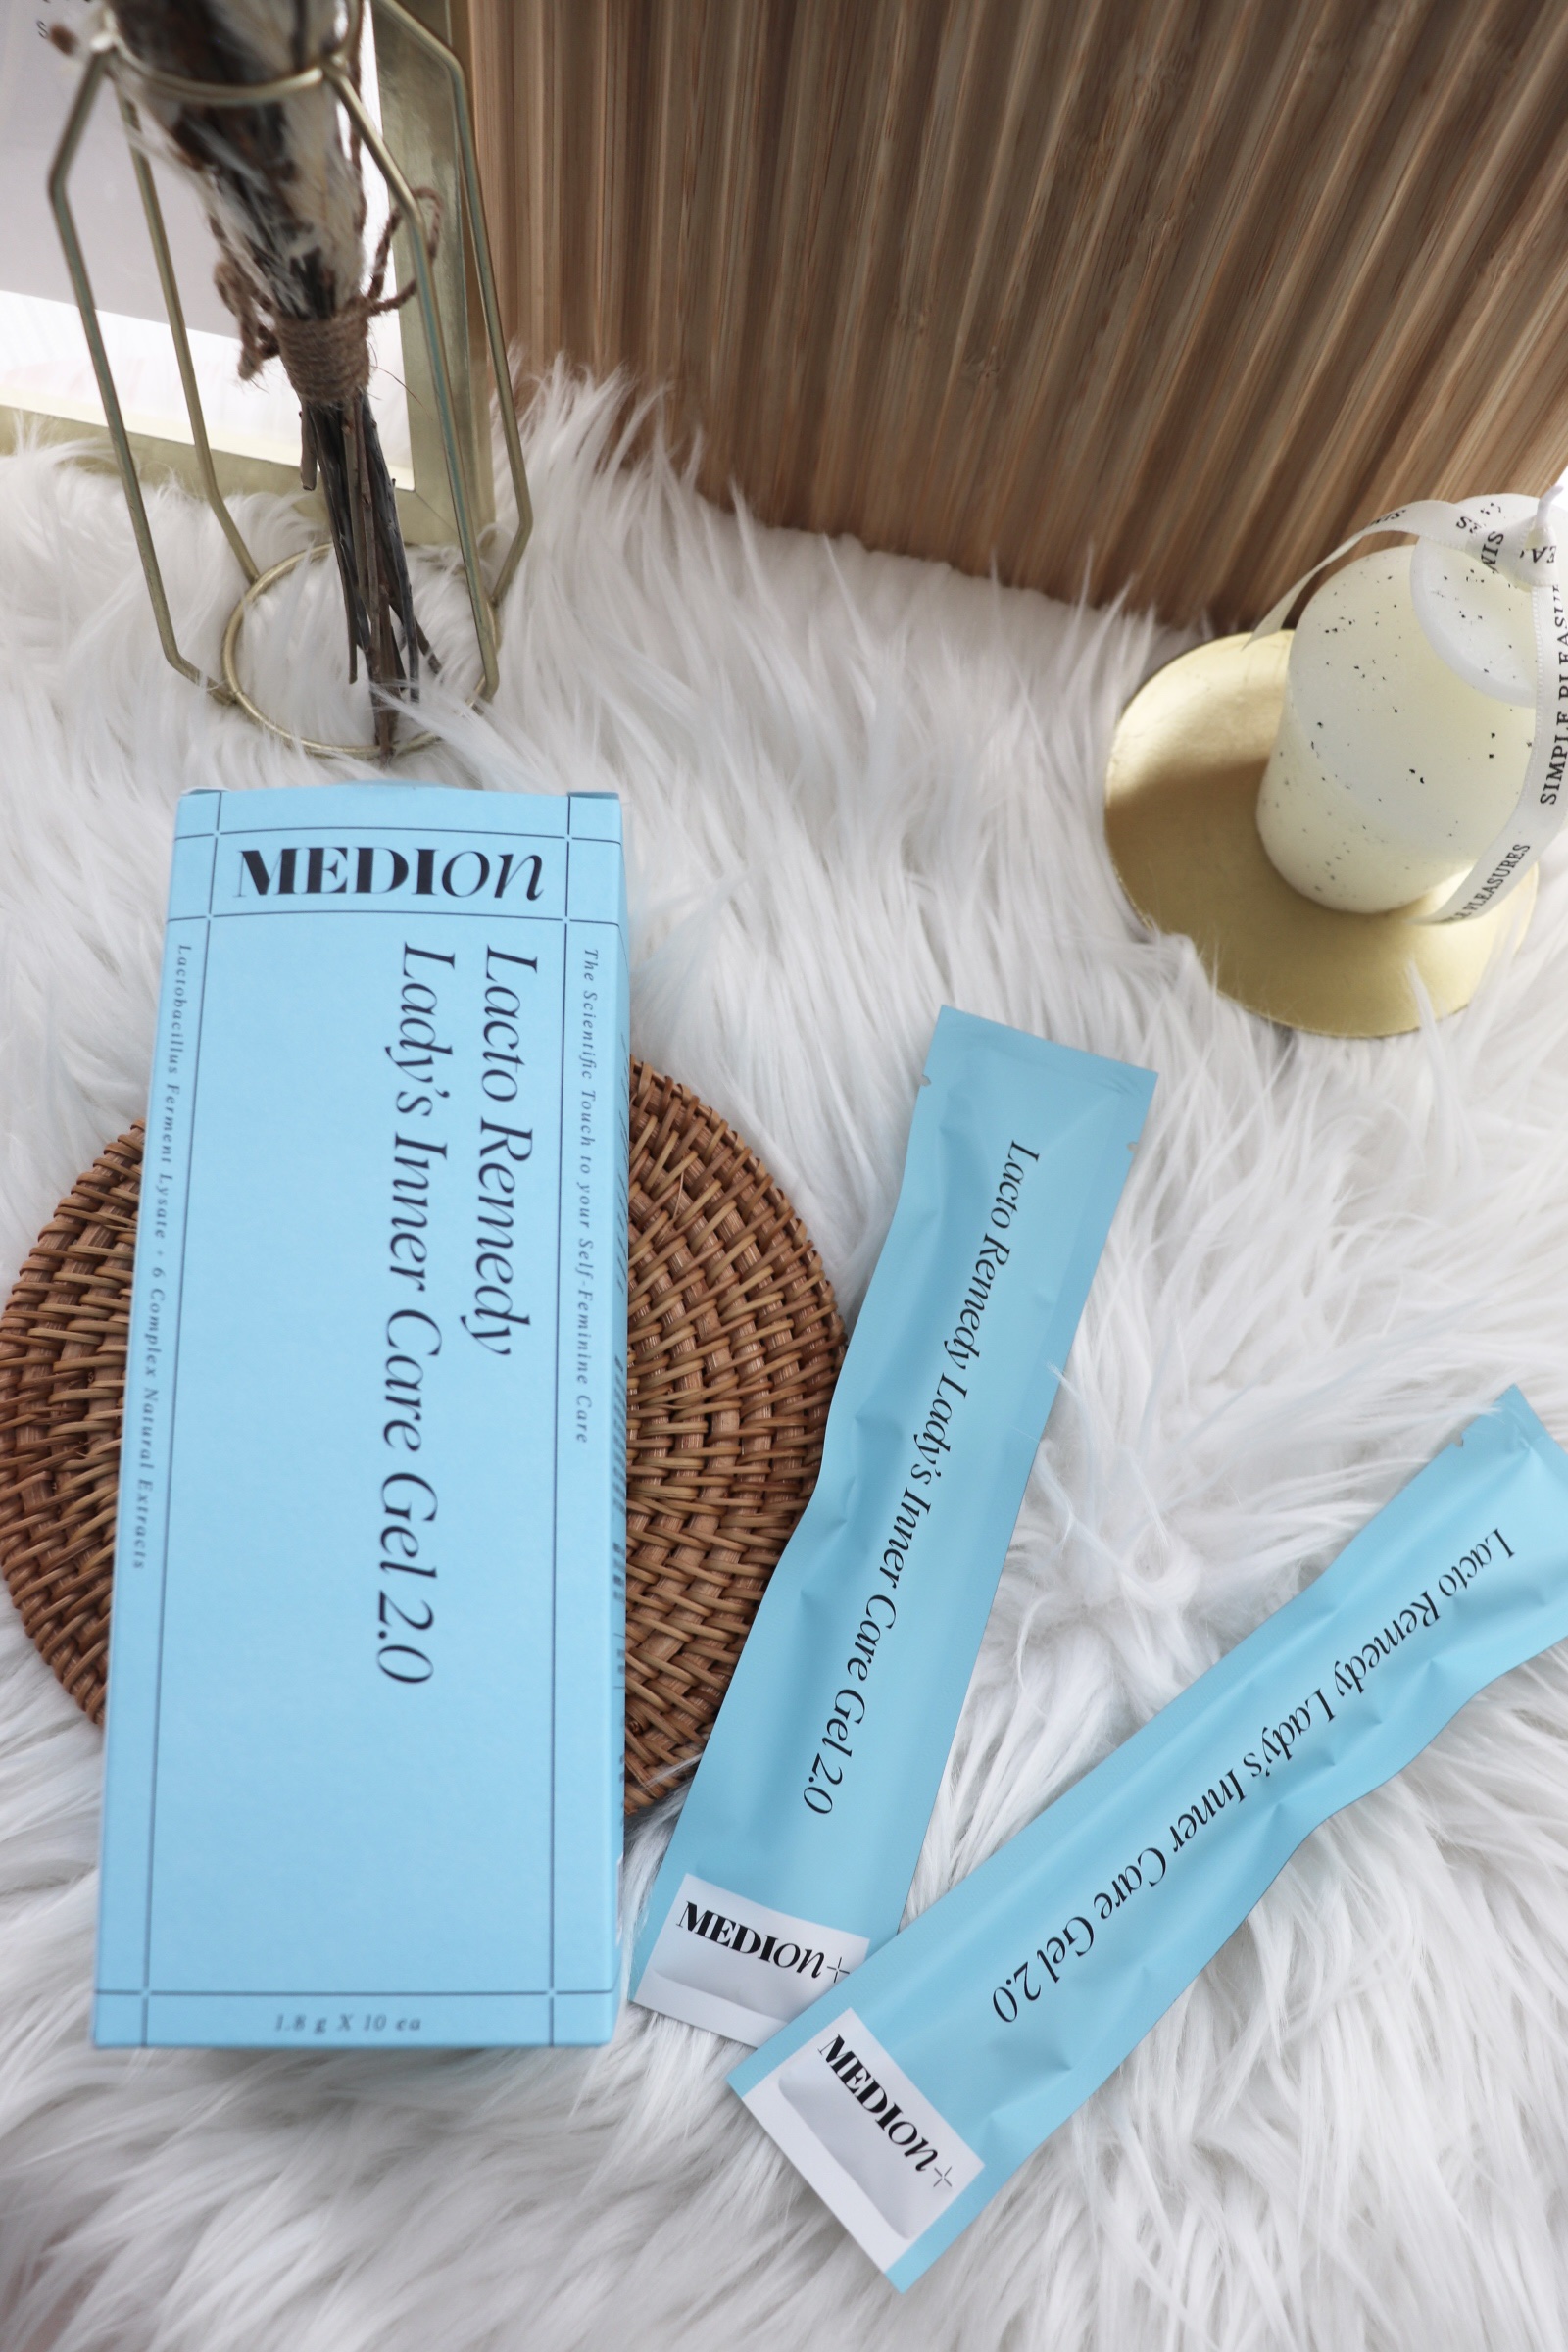 MEDIOn
The Scientific Touch to your Self-Feminine Care
Lacto Remedy
Lady's Inner Care Gel 2.0
Lactobacillus Ferment Lysate + 6 Complex Natural Extracts
1.8 g X 10 ea
Lacto Remedy Lady's Inner Care Gel 2.0
MEDIOn+
Lacto Remedy Lady's Inner Care Gel 2.0
MEDIOn+
PLEASURES
SIMPLE